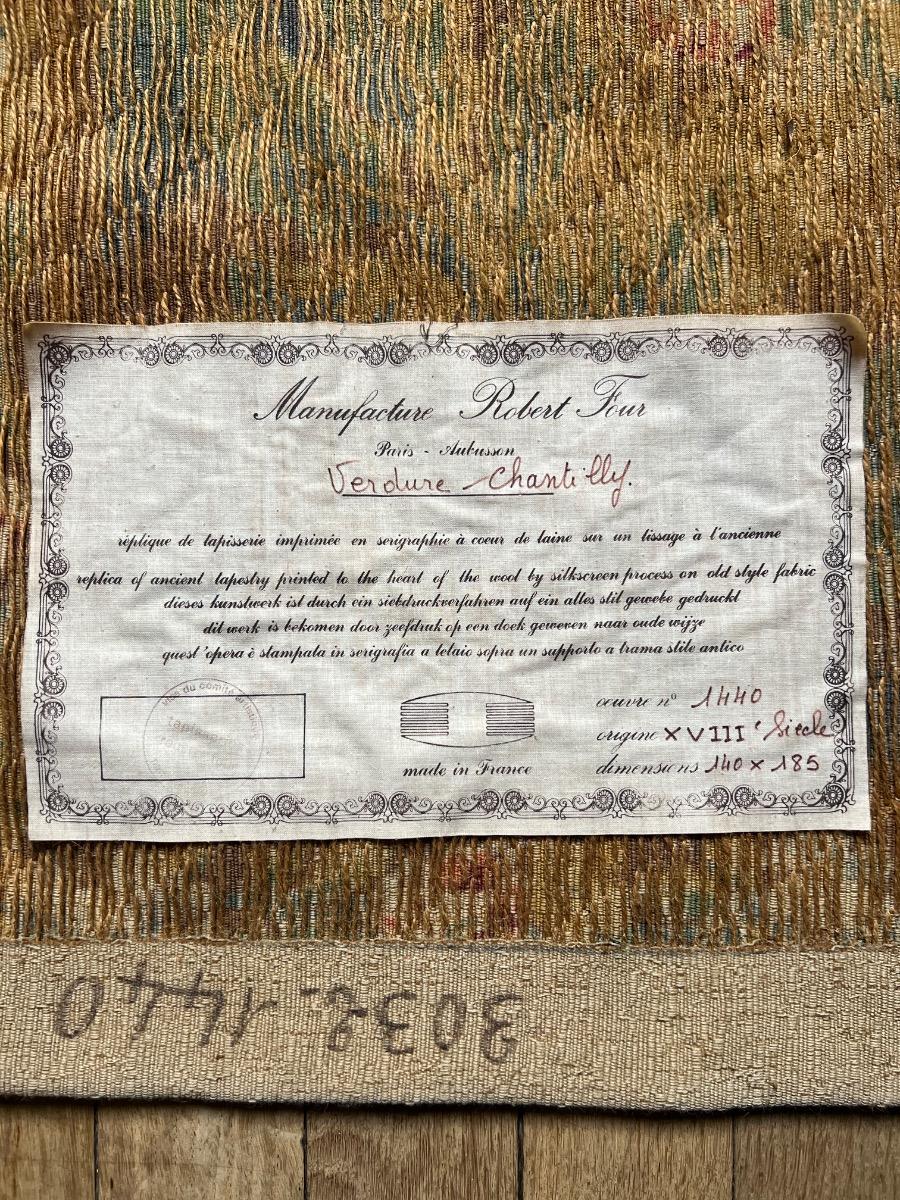 Manufacture Robert Four
Paris - Aubusson
Verdure Chantilly.
réplique de tapisserie imprimée en serigraphie à coeur de laine sur un tissage à l'ancienne
replica of ancient tapestry printed to the heart of the wool by silkscreen process on old style fabric
dieses kunstwerk ist durch ein siebdruckverfahren auf ein altes stil gewebe gedruckt
dit werk is bekomen door zeefdruk op een doek geweven naar oude wijze
quest'opera è stampata in serigrafia a telaio sopra un supporto a trama stile antico
du comité
oeuvre n° 1440
origine XVIII' Siecle
dimensions 140 x 185
made in France
3032-1440